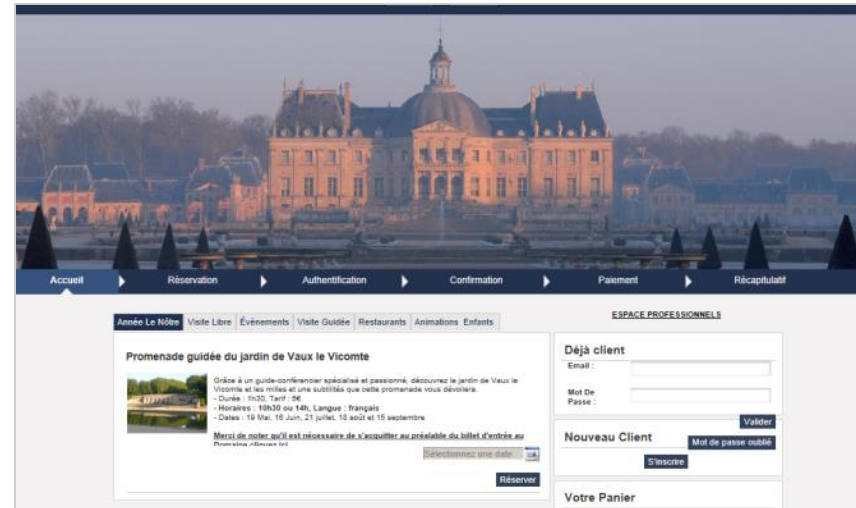 Accueil
Réservation
Authentification
Confirmation
Paiement
Récapitulatif
Année Le Nôtre Visite Libre Évènements Visite Guidée Restaurants Animations Enfants
ESPACE PROFESSIONNELS
Promenade guidée du jardin de Vaux le Vicomte
Grâce à un guide-conférencier spécialisé et passionné, découvrez le jardin de Vaux le
Vicomte et les milles et une subtilités que cette promenade vous dévoilera.
- Durée : 1h30, Tarif : 5€
- Horaires : 10h30 ou 14h, Langue : français
- Dates : 19 Mai, 16 Juin, 21 juillet, 18 août et 15 septembre
Merci de noter qu'il est nécessaire de s'acquitter au préalable du billet d'entrée au
Domaine cliquez ici
Sélectionnez une date
Réserver
Déjà client
Email :
Mot De
Passe :
Valider
Mot de passe oublié
Nouveau Client
S'inscrire
Votre Panier